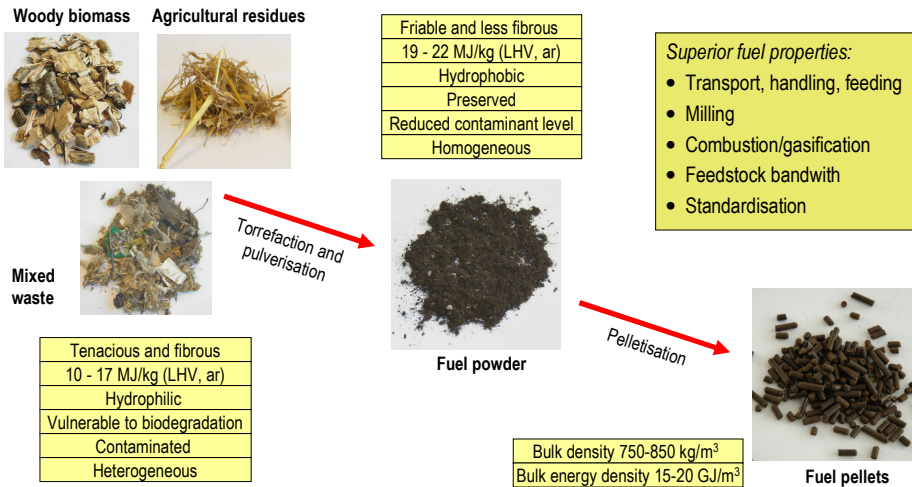 Woody biomass
Agricultural residues
Mixed
waste
Tenacious and fibrous
10 - 17 MJ/kg (LHV, ar)
Hydrophilic
Vulnerable to biodegradation
Contaminated
Heterogeneous
Torrefaction and
pulverisation
Friable and less fibrous
19 - 22 MJ/kg (LHV, ar)
Hydrophobic
Preserved
Reduced contaminant level
Homogeneous
Fuel powder
Pelletisation
Superior fuel properties:
• Transport, handling, feeding
• Milling
• Combustion/gasification
• Feedstock bandwith
• Standardisation
Bulk density 750-850 kg/m³
Bulk energy density 15-20 GJ/m³
Fuel pellets